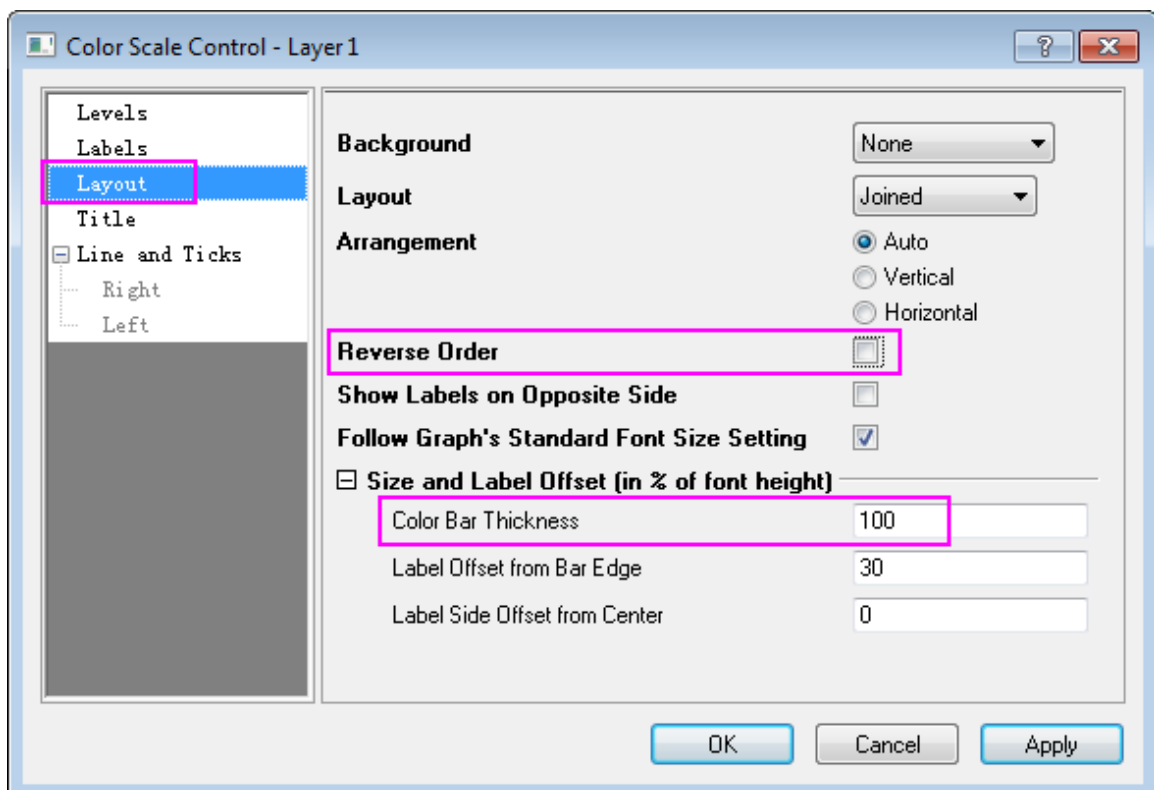 Color Scale Control - Layer1
Levels
Labels
Layout
Title
Line and Ticks
Right
Left
Background None
Layout Joined
Arrangement Auto
Vertical
Horizontal
Reverse Order
Show Labels on Opposite Side
Follow Graph's Standard Font Size Setting
Size and Label Offset (in % of font height)
Color Bar Thickness 100
Label Offset from Bar Edge 30
Label Side Offset from Center 0
OK Cancel Apply